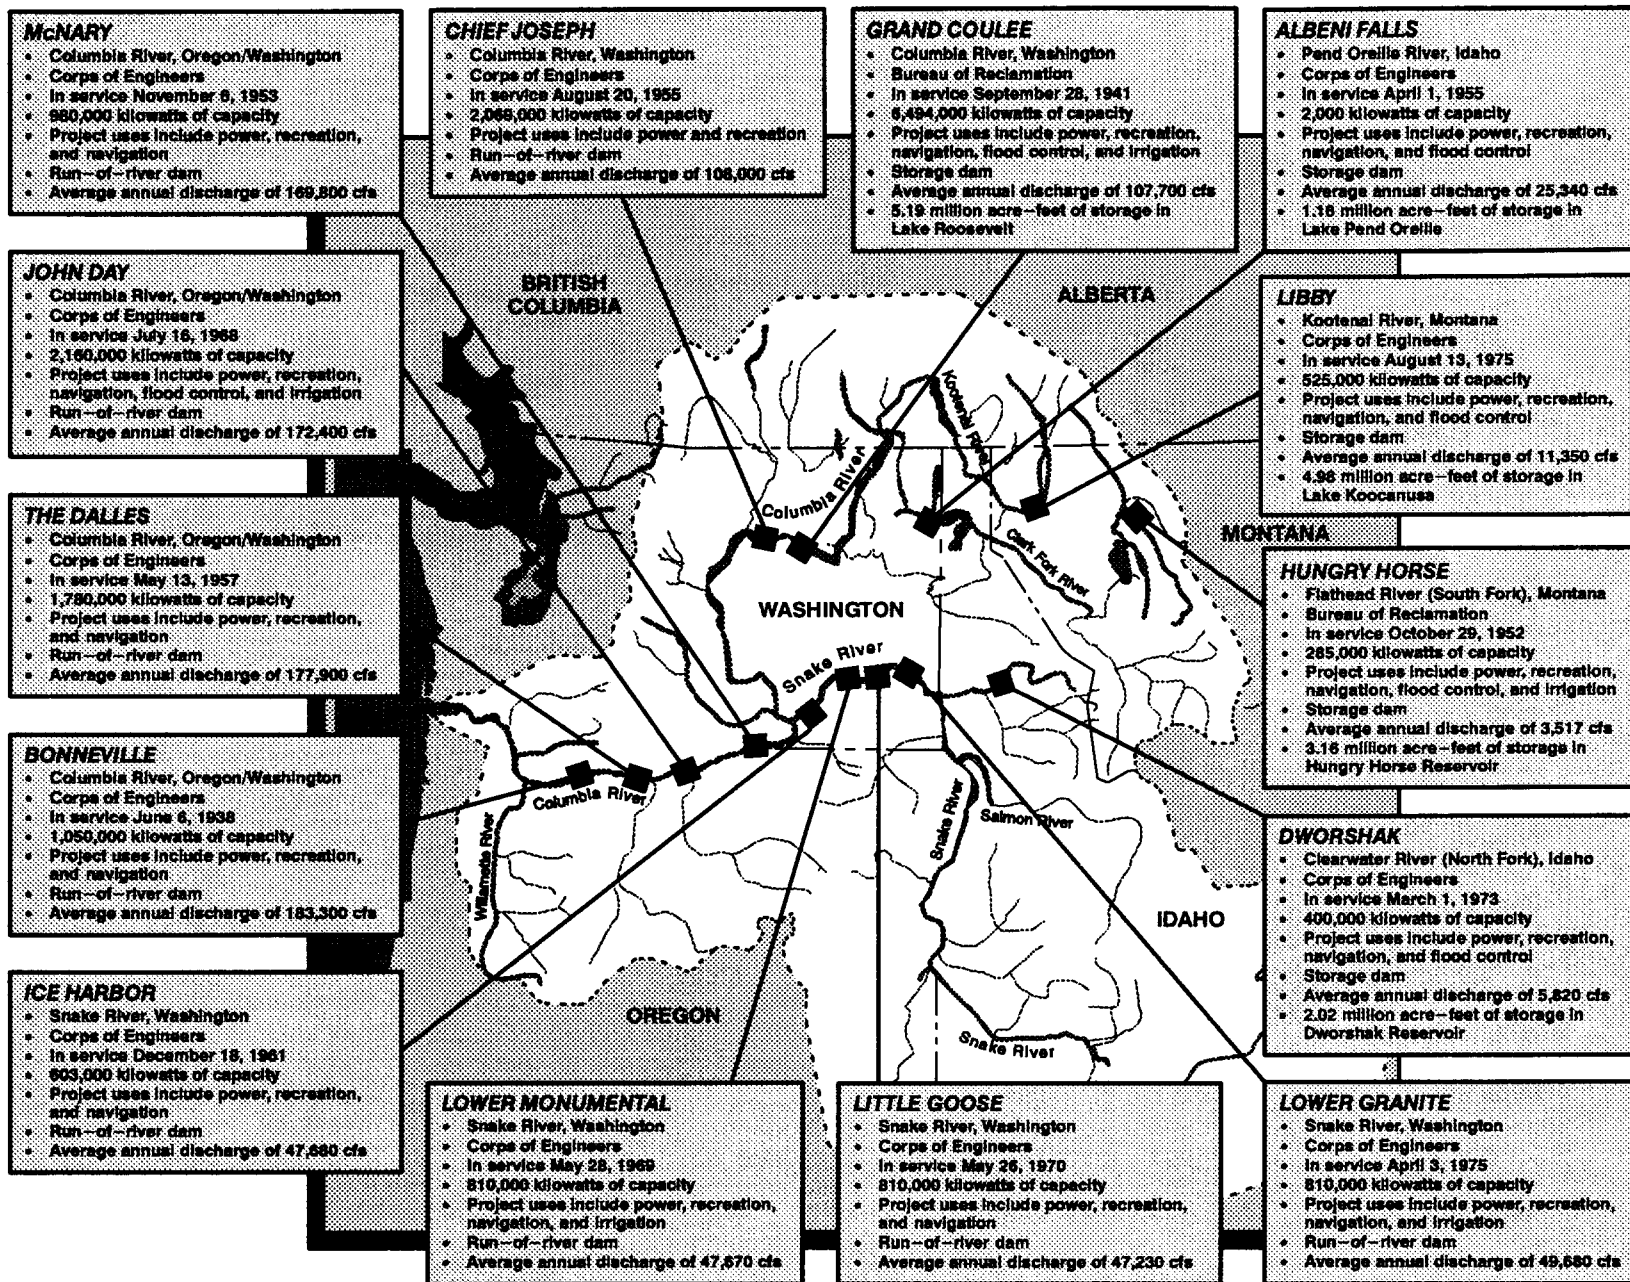 McNARY
• Columbia River, Oregon/Washington
• Corps of Engineers
• In service November 6, 1953
• 980,000 kilowatts of capacity
• Project uses include power, recreation,
and navigation
• Run-of-river dam
• Average annual discharge of 169,800 cfs
CHIEF JOSEPH
• Columbia River, Washington
• Corps of Engineers
• In service August 20, 1955
• 2,068,000 kilowatts of capacity
• Project uses include power and recreation
• Run-of-river dam
• Average annual discharge of 108,000 cfs
GRAND COULEE
• Columbia River, Washington
• Bureau of Reclamation
• In service September 28, 1941
• 6,494,000 kilowatts of capacity
• Project uses include power, recreation,
navigation, flood control, and irrigation
• Storage dam
• Average annual discharge of 107,700 cfs
• 5.19 million acre-feet of storage in
Lake Roosevelt
ALBENI FALLS
• Pend Oreille River, Idaho
• Corps of Engineers
• In service April 1, 1955
• 2,000 kilowatts of capacity
• Project uses include power, recreation,
navigation, and flood control
• Storage dam
• Average annual discharge of 25,340 cfs
• 1.16 million acre-feet of storage in
Lake Pend Oreille
JOHN DAY
• Columbia River, Oregon/Washington
• Corps of Engineers
• In service July 16, 1968
• 2,160,000 kilowatts of capacity
• Project uses include power, recreation,
navigation, flood control, and irrigation
• Run-of-river dam
• Average annual discharge of 172,400 cfs
LIBBY
• Kootenai River, Montana
• Corps of Engineers
• In service August 13, 1975
• 525,000 kilowatts of capacity
• Project uses include power, recreation,
navigation, and flood control
• Storage dam
• Average annual discharge of 11,350 cfs
• 4.98 million acre-feet of storage in
Lake Koocanusa
THE DALLES
• Columbia River, Oregon/Washington
• Corps of Engineers
• In service May 13, 1957
• 1,780,000 kilowatts of capacity
• Project uses include power, recreation,
and navigation
• Run-of-river dam
• Average annual discharge of 177,900 cfs
HUNGRY HORSE
• Flathead River (South Fork), Montana
• Bureau of Reclamation
• In service October 29, 1952
• 285,000 kilowatts of capacity
• Project uses include power, recreation,
navigation, flood control, and irrigation
• Storage dam
• Average annual discharge of 3,517 cfs
• 3.16 million acre-feet of storage in
Hungry Horse Reservoir
BONNEVILLE
• Columbia River, Oregon/Washington
• Corps of Engineers
• In service June 6, 1938
• 1,050,000 kilowatts of capacity
• Project uses include power, recreation,
and navigation
• Run-of-river dam
• Average annual discharge of 183,300 cfs
DWORSHAK
• Clearwater River (North Fork), Idaho
• Corps of Engineers
• In service March 1, 1973
• 400,000 kilowatts of capacity
• Project uses include power, recreation,
navigation, and flood control
• Storage dam
• Average annual discharge of 5,820 cfs
• 2.02 million acre-feet of storage in
Dworshak Reservoir
ICE HARBOR
• Snake River, Washington
• Corps of Engineers
• In service December 18, 1961
• 603,000 kilowatts of capacity
• Project uses include power, recreation,
and navigation
• Run-of-river dam
• Average annual discharge of 47,680 cfs
LOWER MONUMENTAL
• Snake River, Washington
• Corps of Engineers
• In service May 28, 1969
• 810,000 kilowatts of capacity
• Project uses include power, recreation,
navigation, and irrigation
• Run-of-river dam
• Average annual discharge of 47,670 cfs
LITTLE GOOSE
• Snake River, Washington
• Corps of Engineers
• In service May 26, 1970
• 810,000 kilowatts of capacity
• Project uses include power, recreation,
and navigation
• Run-of-river dam
• Average annual discharge of 47,230 cfs
LOWER GRANITE
• Snake River, Washington
• Corps of Engineers
• In service April 3, 1975
• 810,000 kilowatts of capacity
• Project uses include power, recreation,
navigation, and irrigation
• Run-of-river dam
• Average annual discharge of 49,680 cfs
BRITISH
COLUMBIA
ALBERTA
Kootenai River
Columbia River
MONTANA
Clark Fork River
WASHINGTON
Snake River
Columbia River
Willamette River
Snake River
Salmon River
IDAHO
OREGON
Snake River